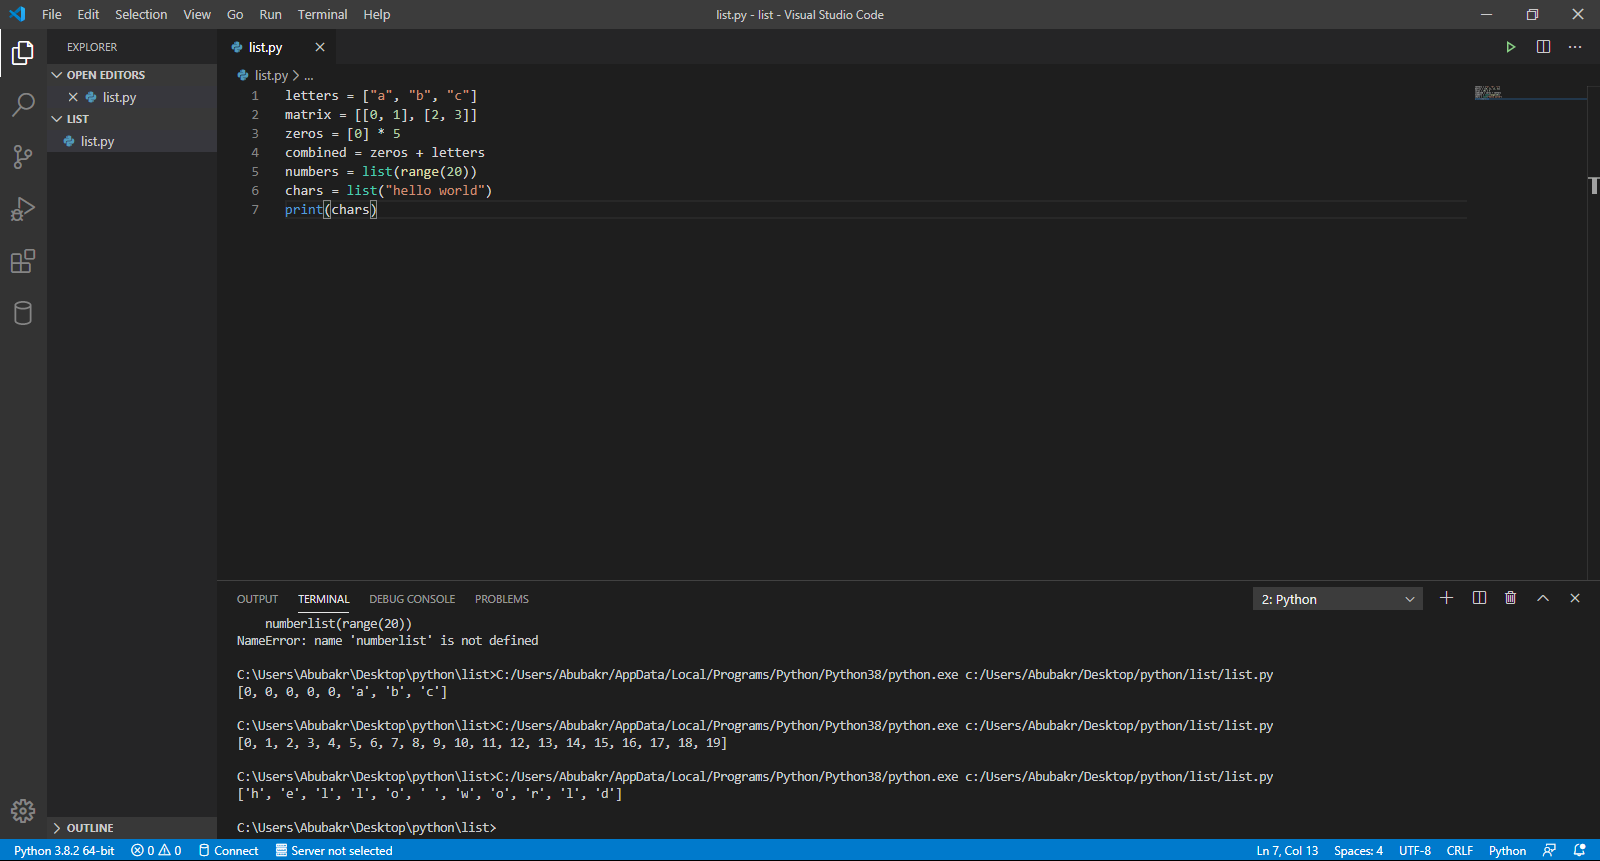 File Edit Selection View Go Run Terminal Help
list.py - list - Visual Studio Code
EXPLORER
OPEN EDITORS
list.py
LIST
list.py
OUTLINE
list.py
list.py > ...
1 letters = ["a", "b", "c"]
2 matrix = [[0, 1], [2, 3]]
3 zeros = [0] * 5
4 combined = zeros + letters
5 numbers = list(range(20))
6 chars = list("hello world")
7 print(chars)
OUTPUT TERMINAL DEBUG CONSOLE PROBLEMS
2: Python
numberlist(range(20))
NameError: name 'numberlist' is not defined
C:\Users\Abubakr\Desktop\python\list>C:/Users/Abubakr/AppData/Local/Programs/Python/Python38/python.exe c:/Users/Abubakr/Desktop/python/list/list.py
[0, 0, 0, 0, 0, 'a', 'b', 'c']
C:\Users\Abubakr\Desktop\python\list>C:/Users/Abubakr/AppData/Local/Programs/Python/Python38/python.exe c:/Users/Abubakr/Desktop/python/list/list.py
[0, 1, 2, 3, 4, 5, 6, 7, 8, 9, 10, 11, 12, 13, 14, 15, 16, 17, 18, 19]
C:\Users\Abubakr\Desktop\python\list>C:/Users/Abubakr/AppData/Local/Programs/Python/Python38/python.exe c:/Users/Abubakr/Desktop/python/list/list.py
['h', 'e', 'l', 'l', 'o', ' ', 'w', 'o', 'r', 'l', 'd']
C:\Users\Abubakr\Desktop\python\list>
Python 3.8.2 64-bit 0 0 Connect Server not selected Ln 7, Col 13 Spaces: 4 UTF-8 CRLF Python